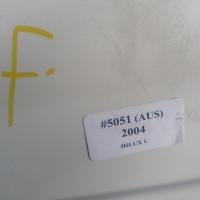 F.
#5051 (AUS)
2004
HILUX U